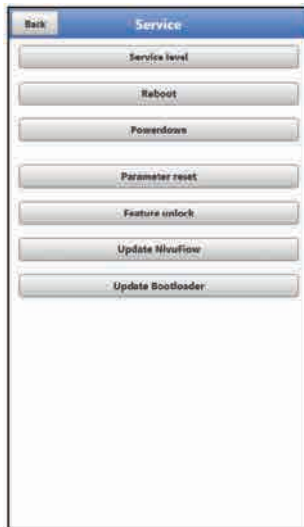 Back
Service
Service level
Reboot
Powerdown
Parameter reset
Feature unlock
Update NivuFlow
Update Bootloader